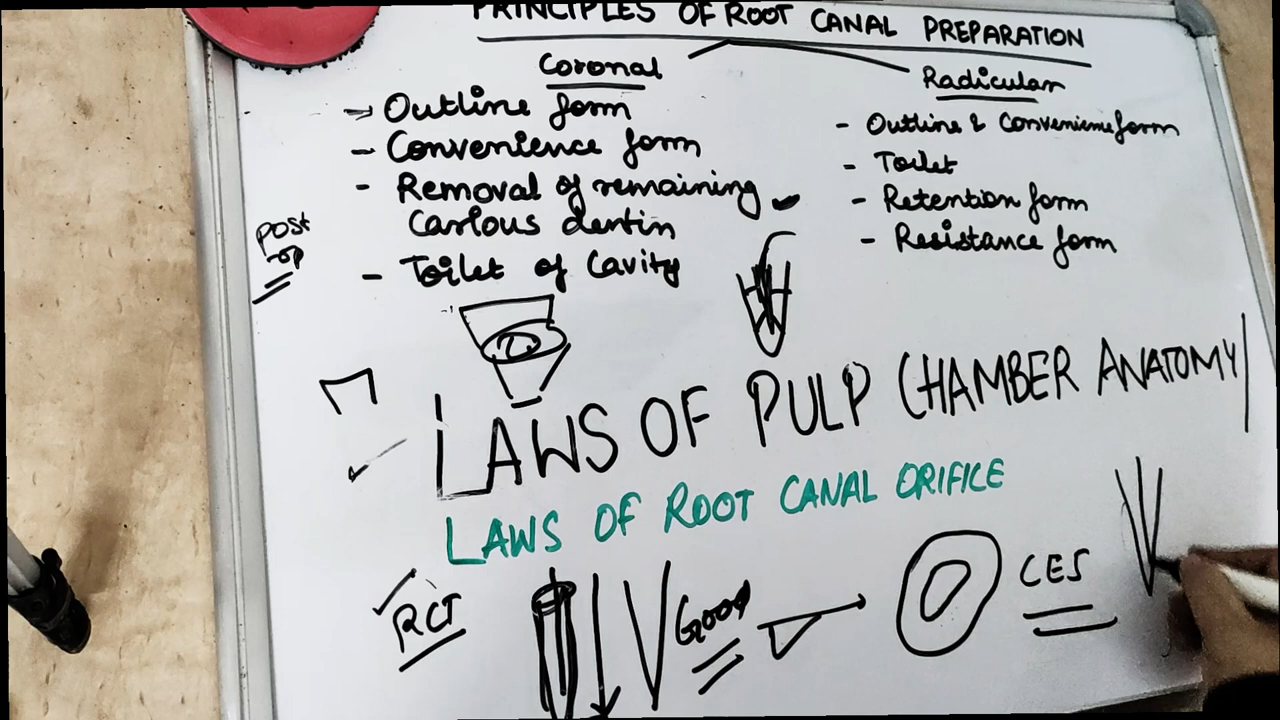 PRINCIPLES OF ROOT CANAL PREPARATION
Coronal
→ Outline form
- Convenience form
- Removal of remaining
Carious dentin
- Toilet of Cavity
Radicular
- Outline & Convenience form
- Toilet
- Retention form
- Resistance form
post
op
LAWS OF PULP CHAMBER ANATOMY
LAWS OF ROOT CANAL ORIFICE
RCT
Good
CES